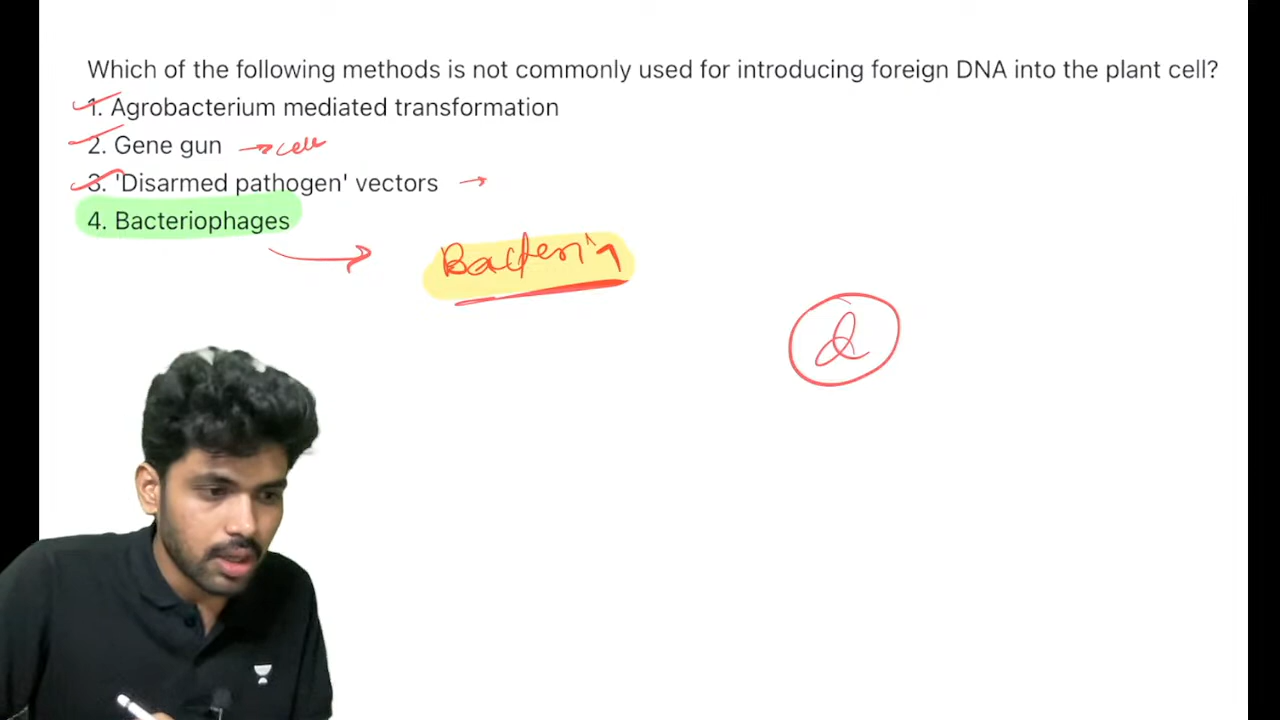 Which of the following methods is not commonly used for introducing foreign DNA into the plant cell?
1. Agrobacterium mediated transformation
2. Gene gun → cell
3. 'Disarmed pathogen' vectors →
4. Bacteriophages
Bacteria